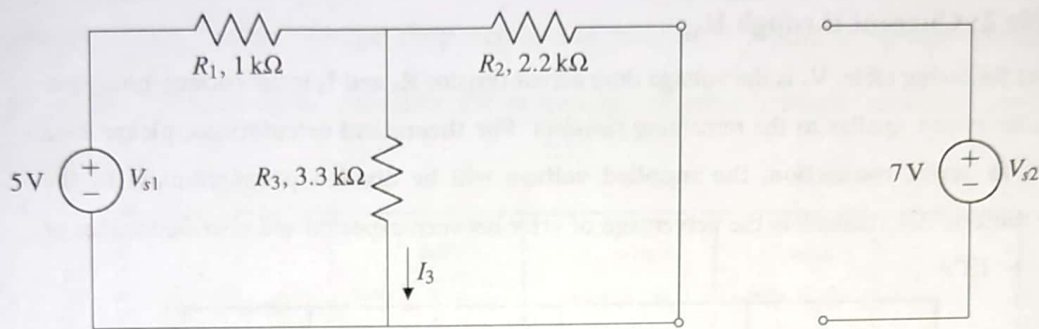 R₁, 1 kΩ
R₂, 2.2 kΩ
5 V
+
−
Vₛ₁
R₃, 3.3 kΩ
7 V
+
−
Vₛ₂
I₃